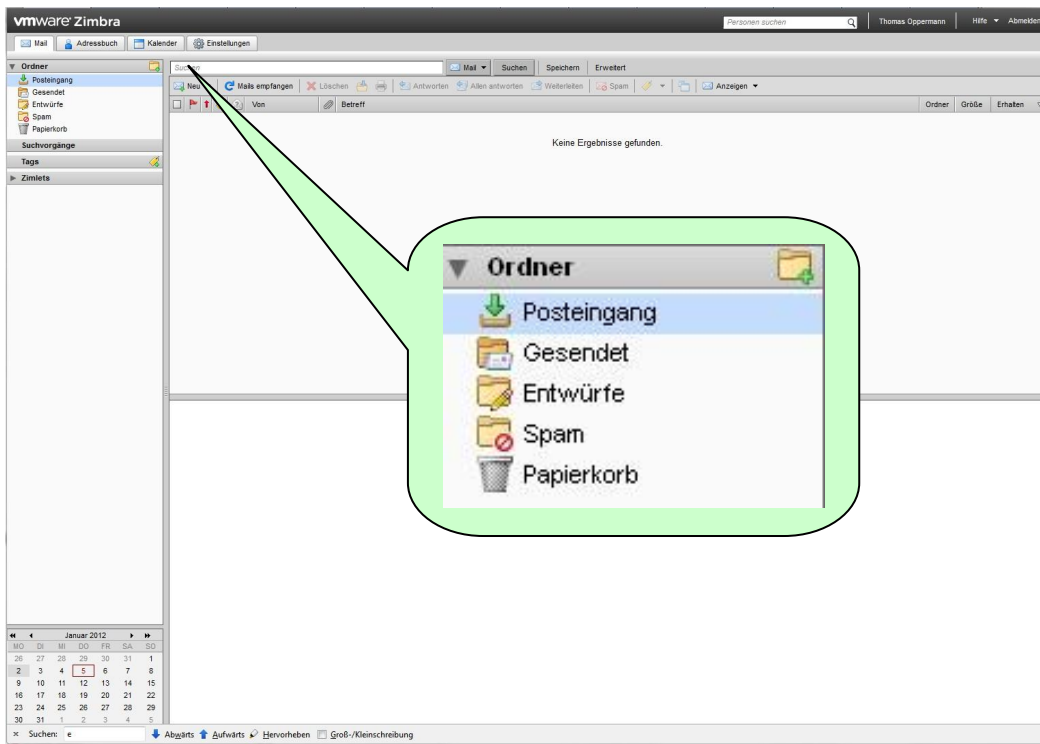 vmware Zimbra
Personen suchen
Thomas Oppermann
Hilfe
Abmelden
Mail
Adressbuch
Kalender
Einstellungen
Ordner
Posteingang
Gesendet
Entwürfe
Spam
Papierkorb
Suchvorgänge
Tags
Zimlets
Suchen
Mail
Suchen
Speichern
Erweitert
Neu
Mails empfangen
Löschen
Antworten
Allen antworten
Weiterleiten
Spam
Anzeigen
Von
Betreff
Ordner
Größe
Erhalten
Keine Ergebnisse gefunden.
Ordner
Posteingang
Gesendet
Entwürfe
Spam
Papierkorb
Januar 2012
MO DI MI DO FR SA SO
26 27 28 29 30 31 1
2 3 4 5 6 7 8
9 10 11 12 13 14 15
16 17 18 19 20 21 22
23 24 25 26 27 28 29
30 31 1 2 3 4 5
× Suchen: e
Abwärts
Aufwärts
Hervorheben
Groß-/Kleinschreibung